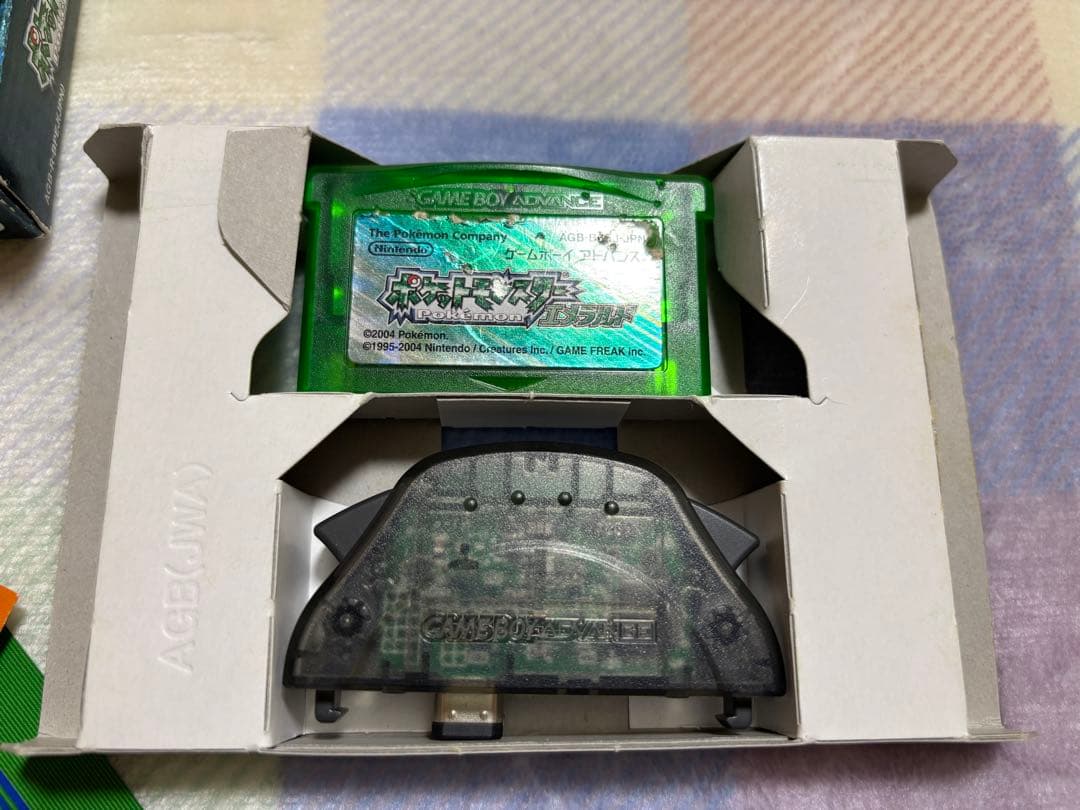 GAME BOY ADVANCE
The Pokémon Company
Nintendo
ゲームボーイ アドバンス
ポケットモンスター
Pokémon エメラルド
©2004 Pokémon.
©1995-2004 Nintendo / Creatures inc. / GAME FREAK inc.
GAME BOY ADVANCE
AGB(JWA)